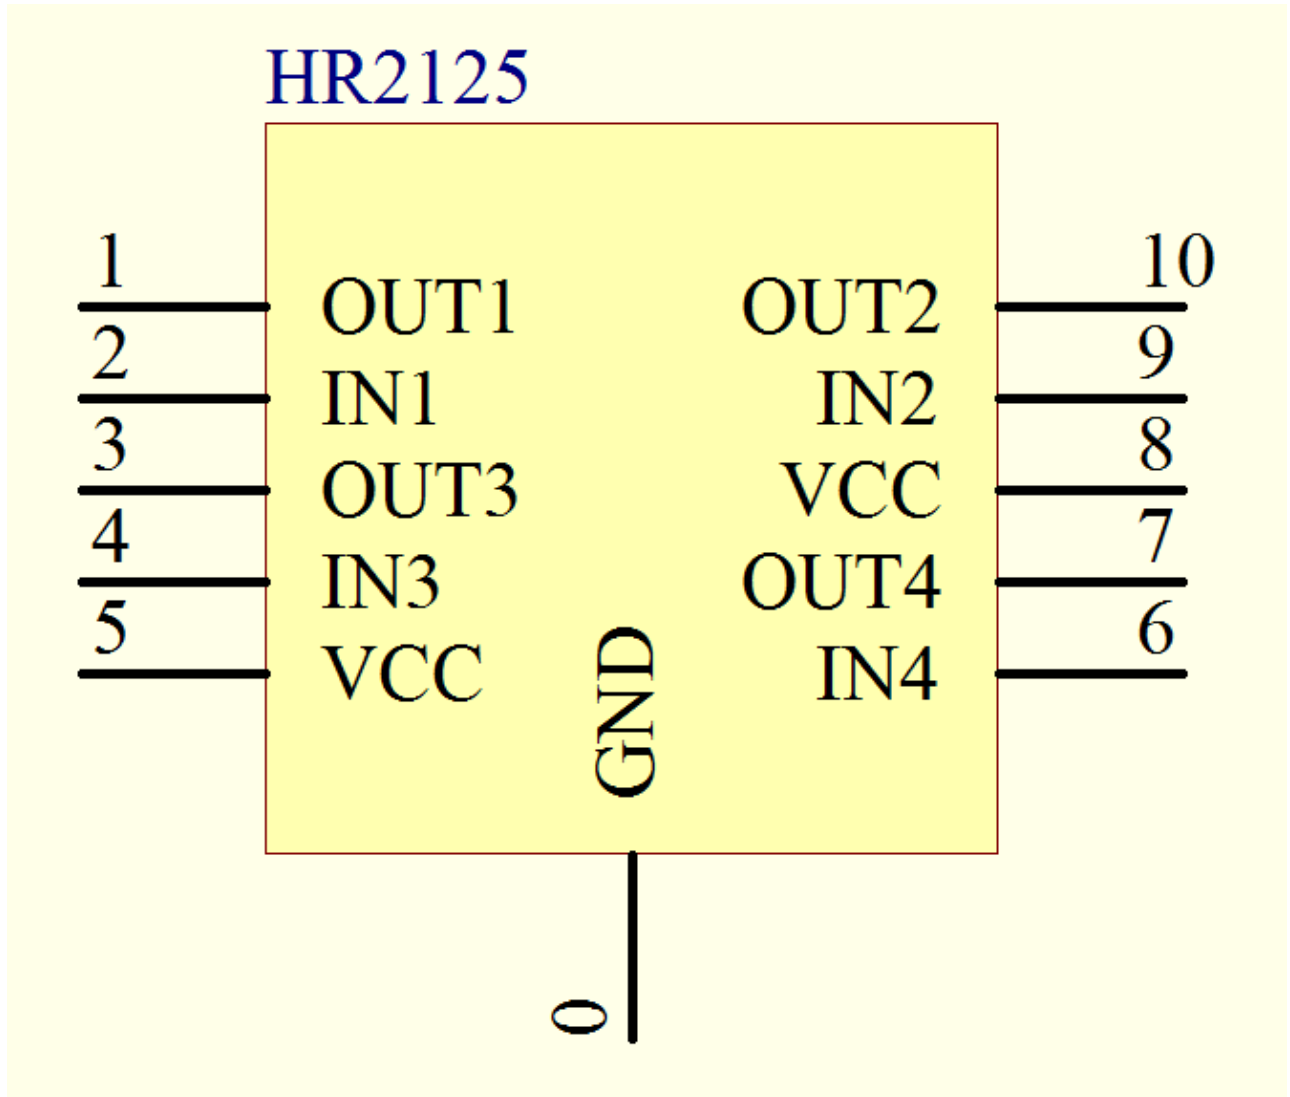 HR2125
1 OUT1 OUT2 10
2 IN1 IN2 9
3 OUT3 VCC 8
4 IN3 OUT4 7
5 VCC IN4 6
GND
0